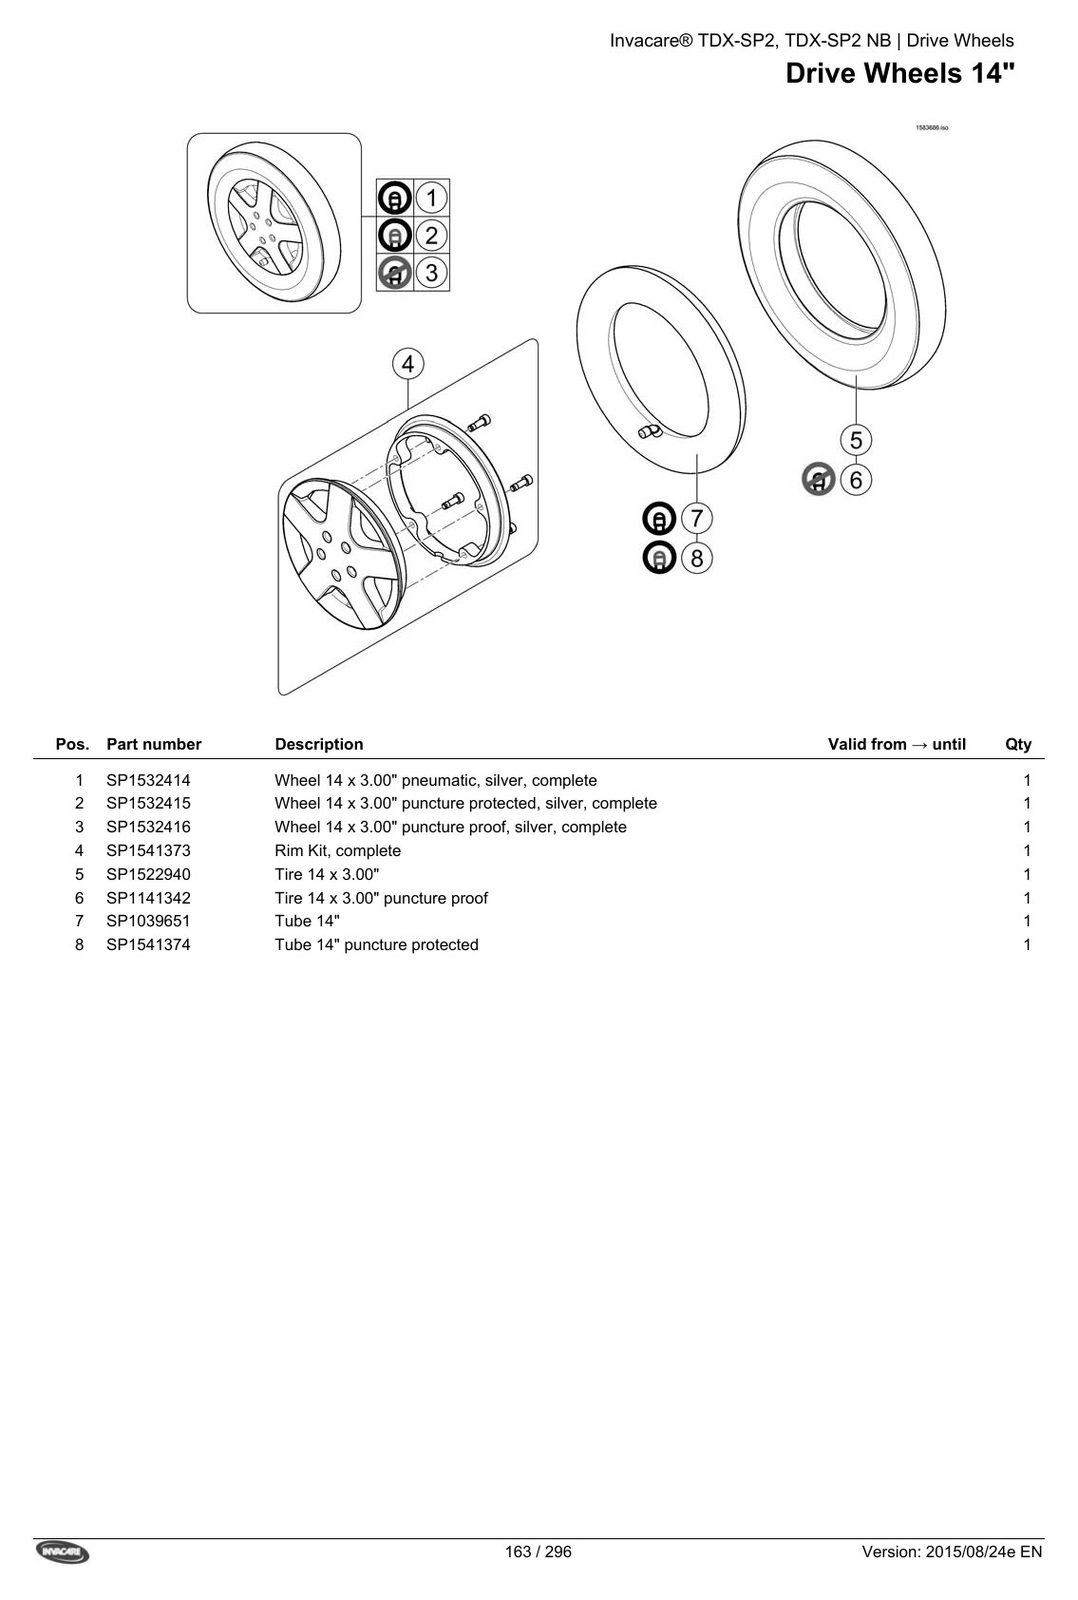 Invacare® TDX-SP2, TDX-SP2 NB | Drive Wheels
Drive Wheels 14"
1583686.iso
1
2
3
4
5
6
7
8
Pos. Part number Description Valid from → until Qty
1 SP1532414 Wheel 14 x 3.00" pneumatic, silver, complete 1
2 SP1532415 Wheel 14 x 3.00" puncture protected, silver, complete 1
3 SP1532416 Wheel 14 x 3.00" puncture proof, silver, complete 1
4 SP1541373 Rim Kit, complete 1
5 SP1522940 Tire 14 x 3.00" 1
6 SP1141342 Tire 14 x 3.00" puncture proof 1
7 SP1039651 Tube 14" 1
8 SP1541374 Tube 14" puncture protected 1
INVACARE 163 / 296 Version: 2015/08/24e EN